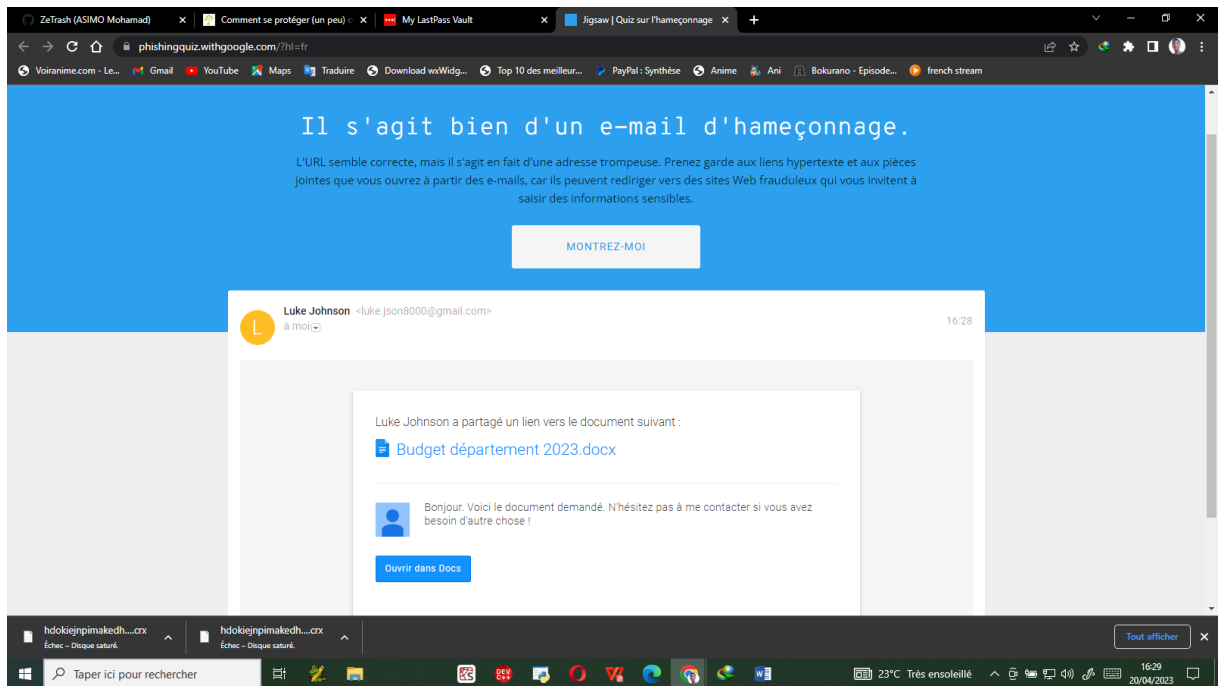 ZeTrash (ASIMO Mohamad)
Comment se protéger (un peu) c
My LastPass Vault
Jigsaw | Quiz sur l'hameçonnage
phishingquiz.withgoogle.com/?hl=fr
Voiranime.com - Le...
Gmail
YouTube
Maps
Traduire
Download wxWidg...
Top 10 des meilleur...
PayPal : Synthèse
Anime
Ani
Bokurano - Episode...
french stream
Il s'agit bien d'un e-mail d'hameçonnage.
L'URL semble correcte, mais il s'agit en fait d'une adresse trompeuse. Prenez garde aux liens hypertexte et aux pièces
jointes que vous ouvrez à partir des e-mails, car ils peuvent rediriger vers des sites Web frauduleux qui vous invitent à
saisir des informations sensibles.
MONTREZ-MOI
L
Luke Johnson <luke.json8000@gmail.com>
à moi
16:28
Luke Johnson a partagé un lien vers le document suivant :
Budget département 2023.docx
Bonjour. Voici le document demandé. N'hésitez pas à me contacter si vous avez
besoin d'autre chose !
Ouvrir dans Docs
hdokiejnpimakedh....crx
Échec – Disque saturé.
hdokiejnpimakedh....crx
Échec – Disque saturé.
Tout afficher
Taper ici pour rechercher
DEV
C++
23°C Très ensoleillé
16:29
20/04/2023